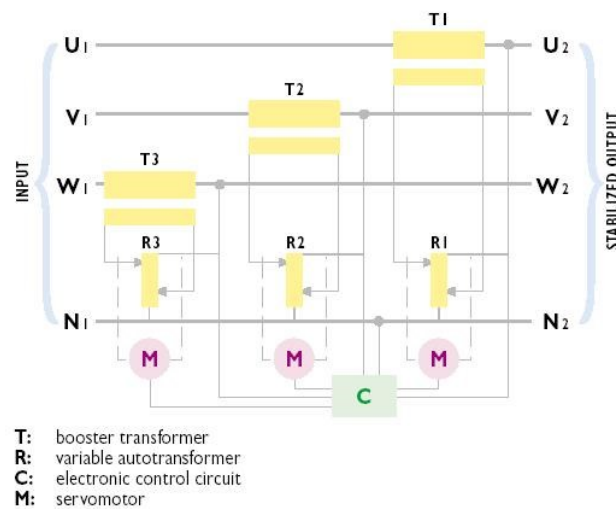 T1
U1 U2
T2
V1 V2
T3
W1 W2
R3 R2 R1
N1 N2
M M M
C
INPUT
STABILIZED OUTPUT
T: booster transformer
R: variable autotransformer
C: electronic control circuit
M: servomotor